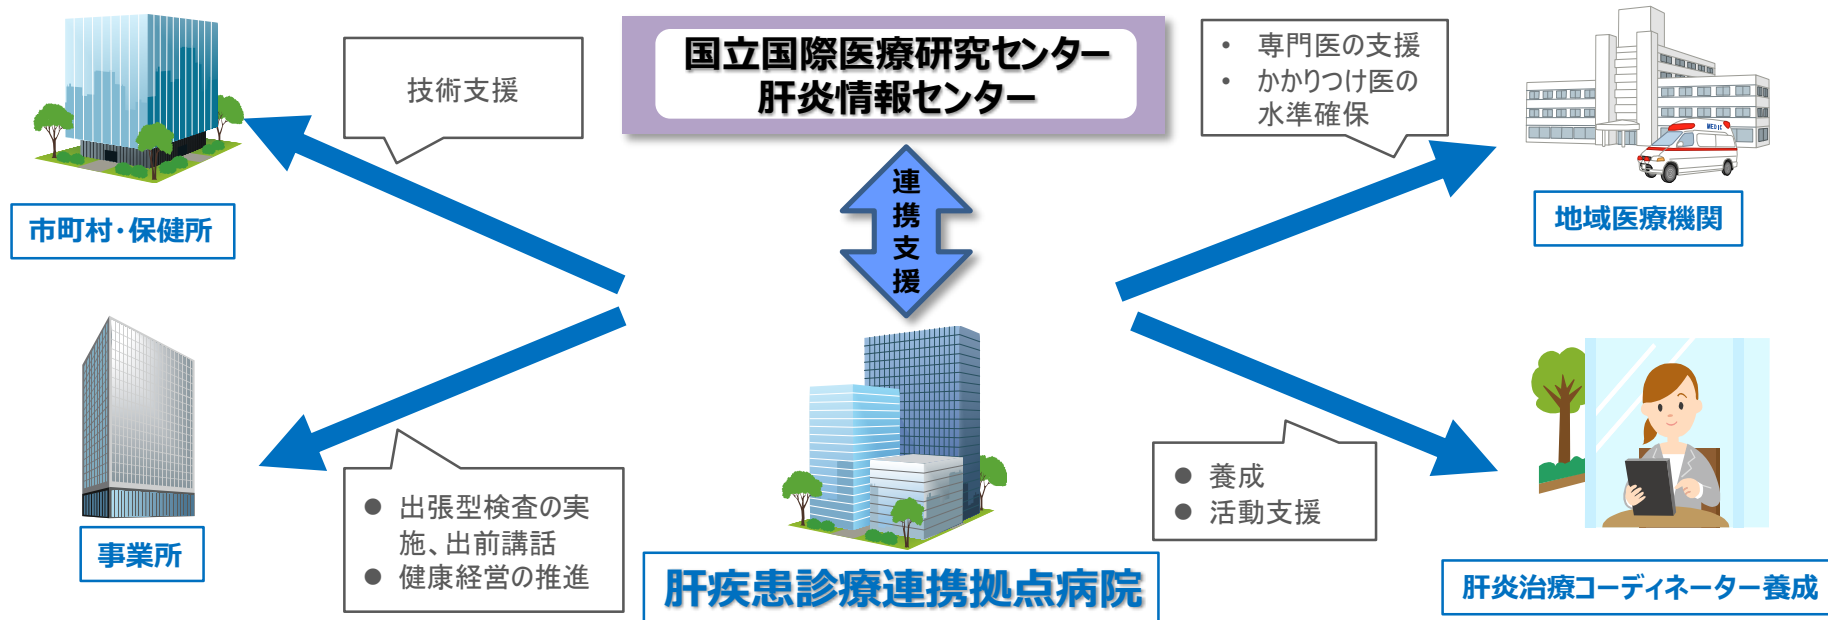 国立国際医療研究センター
肝炎情報センター
技術支援
• 専門医の支援
• かかりつけ医の
水準確保
MEDIC
連
携
支
援
市町村・保健所
地域医療機関
● 出張型検査の実
施、出前講話
● 健康経営の推進
● 養成
● 活動支援
事業所
肝疾患診療連携拠点病院
肝炎治療コーディネーター養成